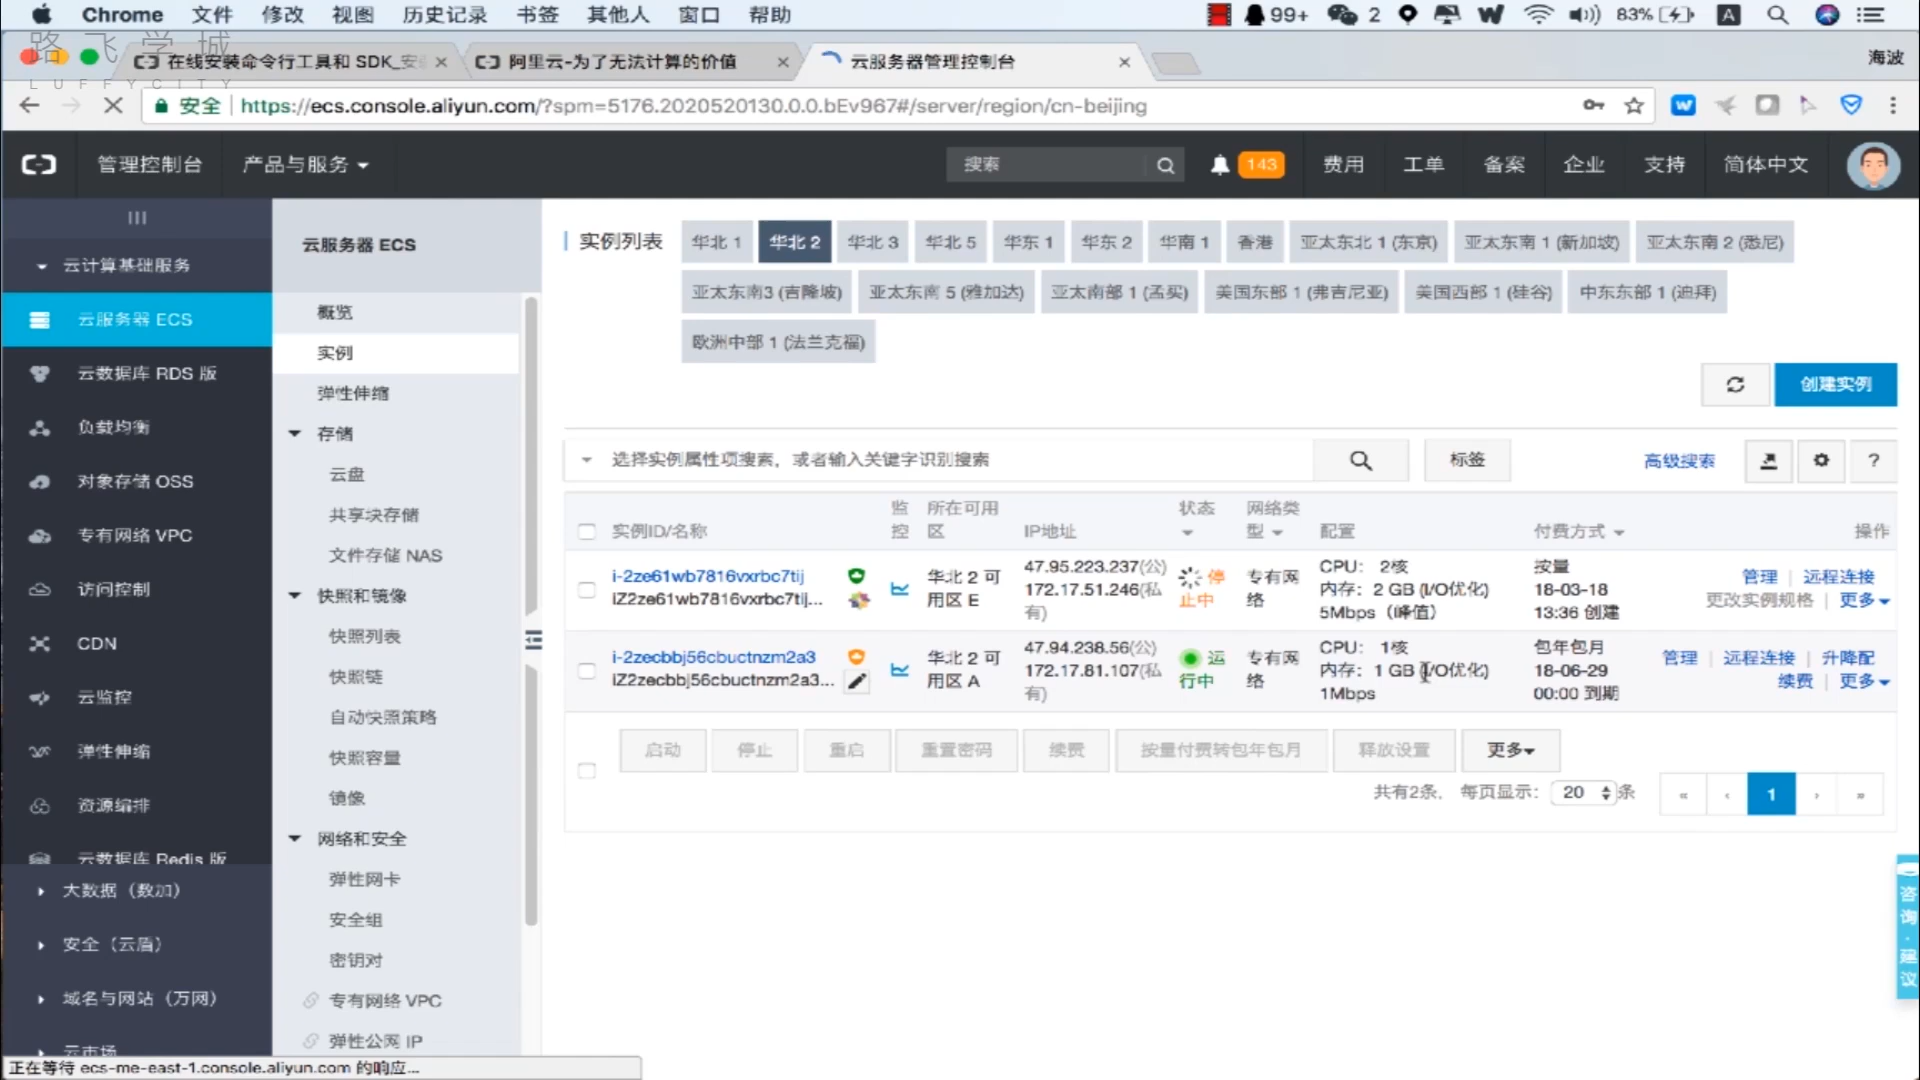 Chrome 文件 修改 视图 历史记录 书签 其他人 窗口 帮助 99+ 2 83% A
路飞学城
LUFFYCITY
在线安装命令行工具和 SDK_安 阿里云-为了无法计算的价值 云服务器管理控制台 海波
安全 https://ecs.console.aliyun.com/?spm=5176.2020520130.0.0.bEv967#/server/region/cn-beijing
管理控制台 产品与服务 搜索 143 费用 工单 备案 企业 支持 简体中文
云计算基础服务
云服务器 ECS
云数据库 RDS 版
负载均衡
对象存储 OSS
专有网络 VPC
访问控制
CDN
云监控
弹性伸缩
资源编排
云数据库 Redis 版
大数据（数加）
安全（云盾）
域名与网站（万网）
云市场
云服务器 ECS
概览
实例
弹性伸缩
存储
云盘
共享块存储
文件存储 NAS
快照和镜像
快照列表
快照链
自动快照策略
快照容量
镜像
网络和安全
弹性网卡
安全组
密钥对
专有网络 VPC
弹性公网 IP
实例列表 华北 1 华北 2 华北 3 华北 5 华东 1 华东 2 华南 1 香港 亚太东北 1 (东京) 亚太东南 1 (新加坡) 亚太东南 2 (悉尼)
亚太东南3 (吉隆坡) 亚太东南 5 (雅加达) 亚太南部 1 (孟买) 美国东部 1 (弗吉尼亚) 美国西部 1 (硅谷) 中东东部 1 (迪拜)
欧洲中部 1 (法兰克福)
创建实例
选择实例属性项搜索，或者输入关键字识别搜索 标签 高级搜索 ?
实例ID/名称 监控 所在可用区 IP地址 状态 网络类型 配置 付费方式 操作
i-2ze61wb7816vxrbc7tij 华北 2 可 47.95.223.237(公) 停 专有网 CPU： 2核 按量 管理 远程连接
iZ2ze61wb7816vxrbc7tij... 用区 E 172.17.51.246(私 止中 络 内存： 2 GB (I/O优化) 18-03-18 更改实例规格 更多
有) 5Mbps（峰值） 13:36 创建
i-2zecbbj56cbuctnzm2a3 华北 2 可 47.94.238.56(公) 运 专有网 CPU： 1核 包年包月 管理 远程连接 升降配
iZ2zecbbj56cbuctnzm2a3... 用区 A 172.17.81.107(私 行中 络 内存： 1 GB (I/O优化) 18-06-29 续费 更多
有) 1Mbps 00:00 到期
启动 停止 重启 重置密码 续费 按量付费转包年包月 释放设置 更多
共有2条， 每页显示： 20 条 « ‹ 1 › »
咨询·建议
正在等待 ecs-me-east-1.console.aliyun.com 的响应...